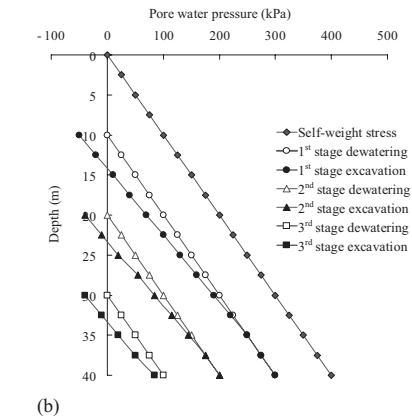 Pore water pressure (kPa)
- 100 0 100 200 300 400 500
0
5
10
15
20
25
30
35
40
Depth (m)
Self-weight stress
1st stage dewatering
1st stage excavation
2nd stage dewatering
2nd stage excavation
3rd stage dewatering
3rd stage excavation
(b)